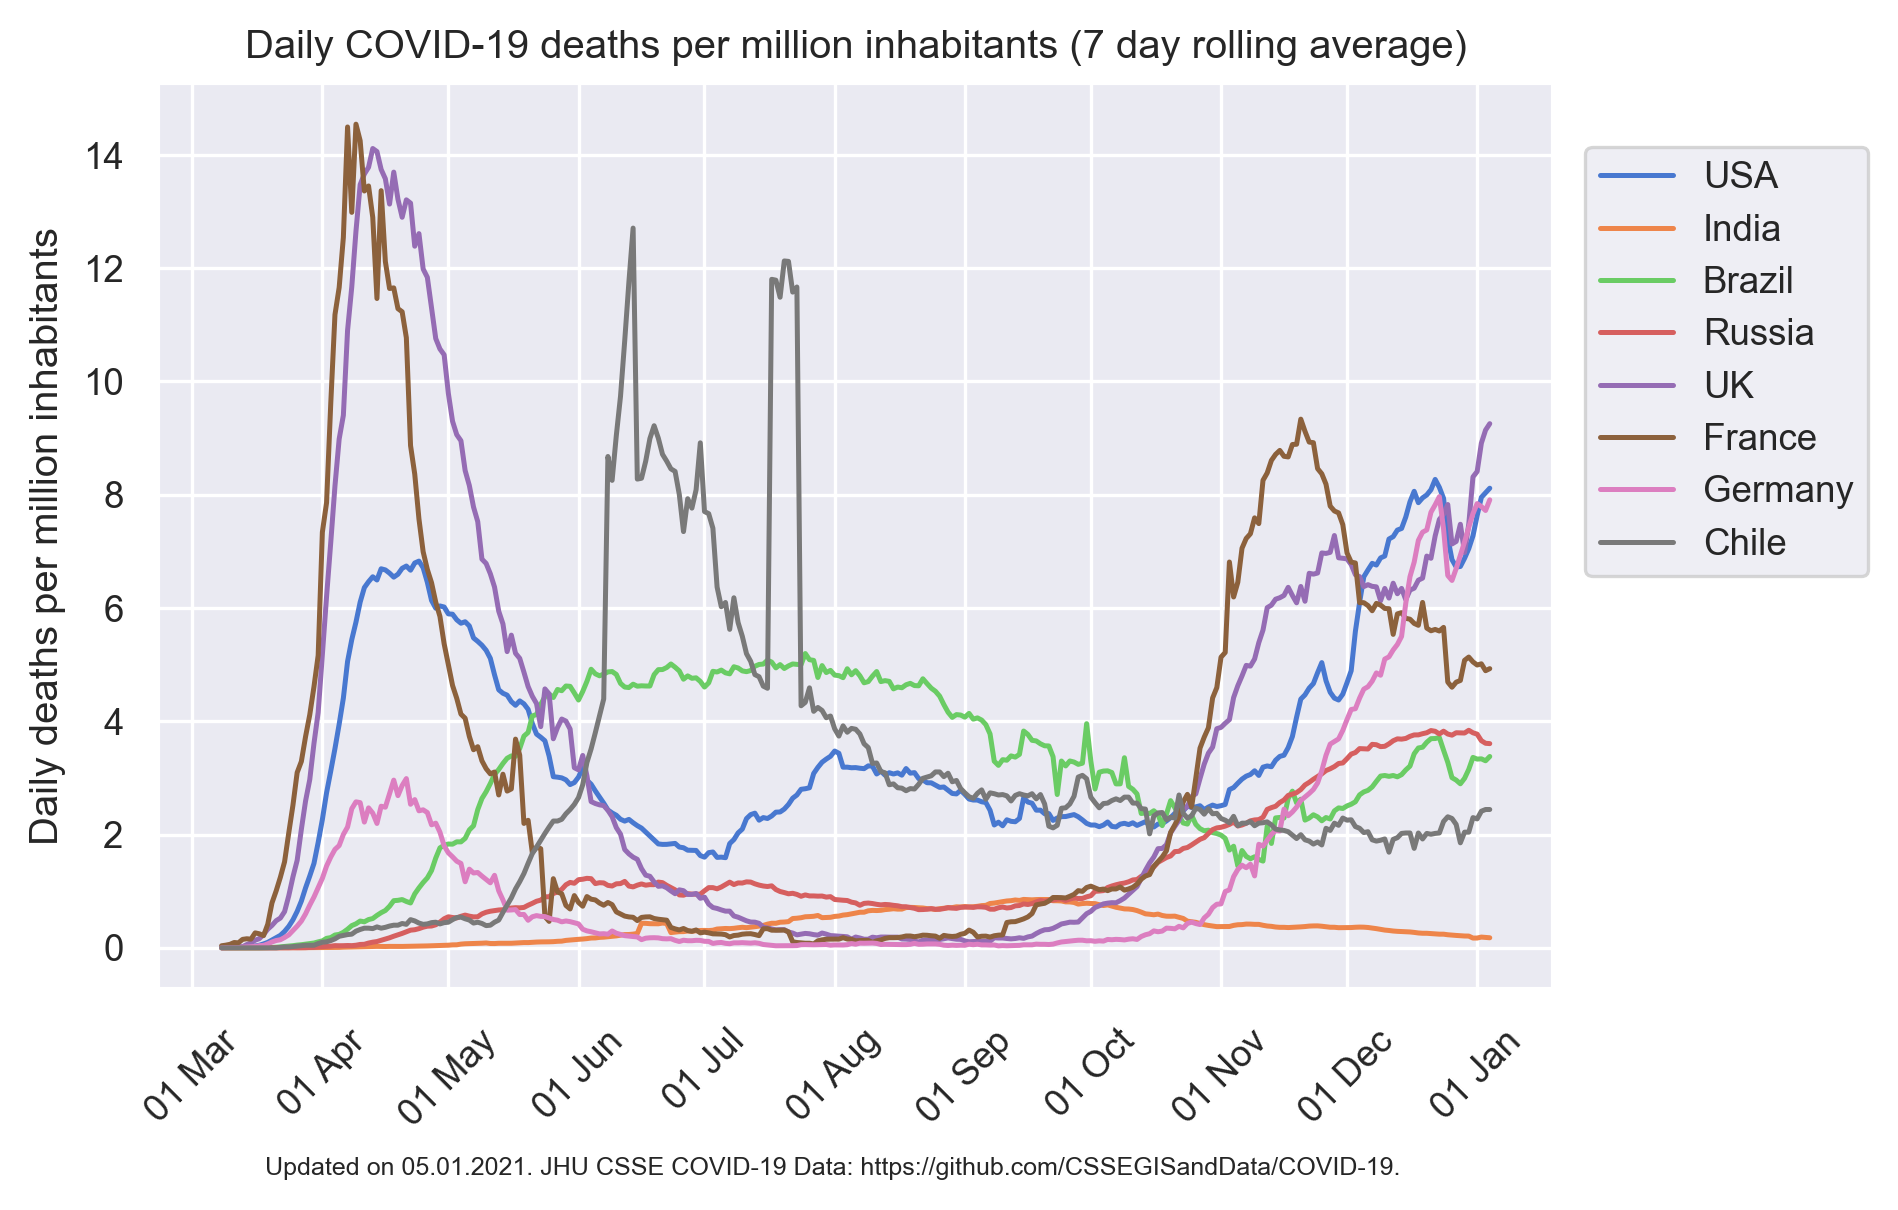 Daily COVID-19 deaths per million inhabitants (7 day rolling average)
Daily deaths per million inhabitants
14
12
10
8
6
4
2
0
01 Mar
01 Apr
01 May
01 Jun
01 Jul
01 Aug
01 Sep
01 Oct
01 Nov
01 Dec
01 Jan
USA
India
Brazil
Russia
UK
France
Germany
Chile
Updated on 05.01.2021. JHU CSSE COVID-19 Data: https://github.com/CSSEGISandData/COVID-19.